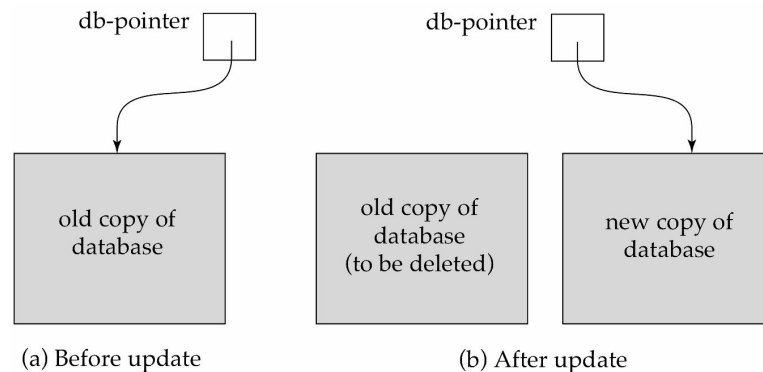 db-pointer
db-pointer
old copy of
database
old copy of
database
(to be deleted)
new copy of
database
(a) Before update
(b) After update